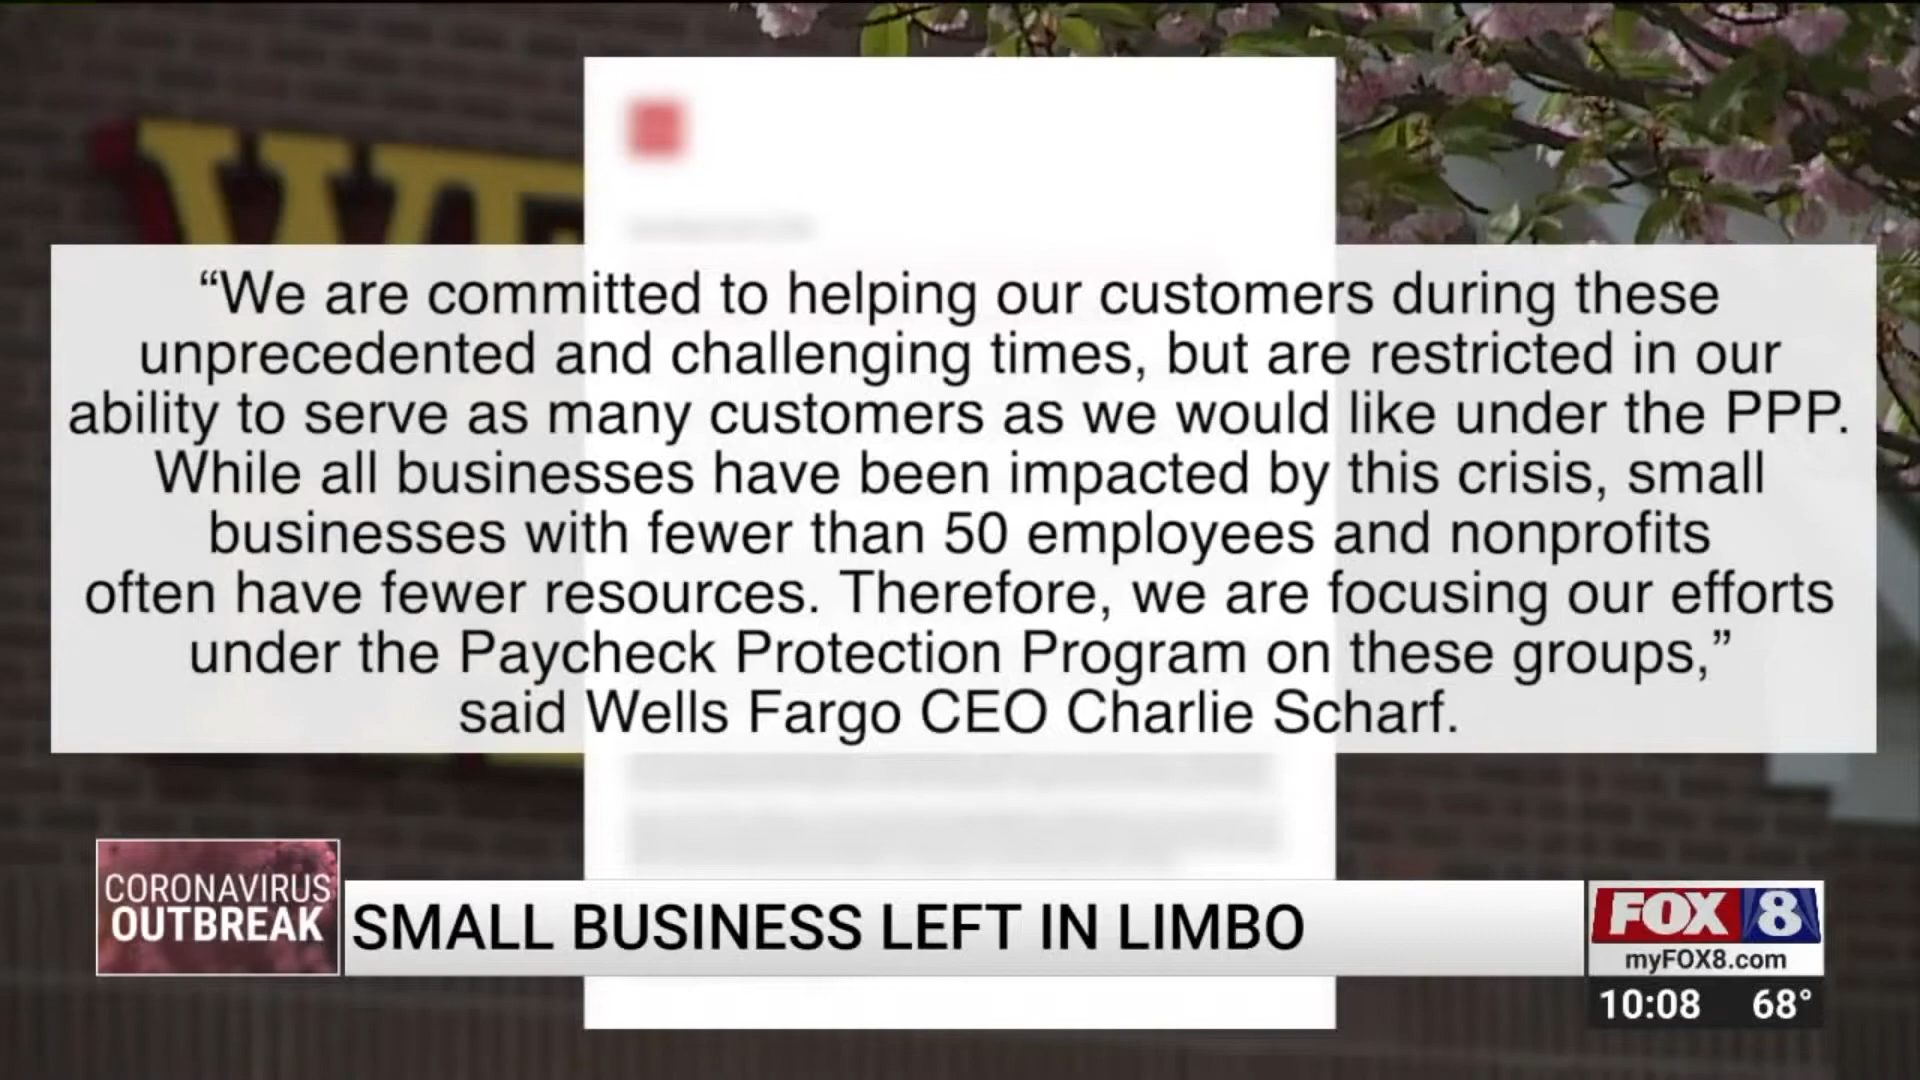 WE
“We are committed to helping our customers during these
unprecedented and challenging times, but are restricted in our
ability to serve as many customers as we would like under the PPP.
While all businesses have been impacted by this crisis, small
businesses with fewer than 50 employees and nonprofits
often have fewer resources. Therefore, we are focusing our efforts
under the Paycheck Protection Program on these groups,”
said Wells Fargo CEO Charlie Scharf.
CORONAVIRUS
OUTBREAK
SMALL BUSINESS LEFT IN LIMBO
FOX 8
myFOX8.com
10:08 68°